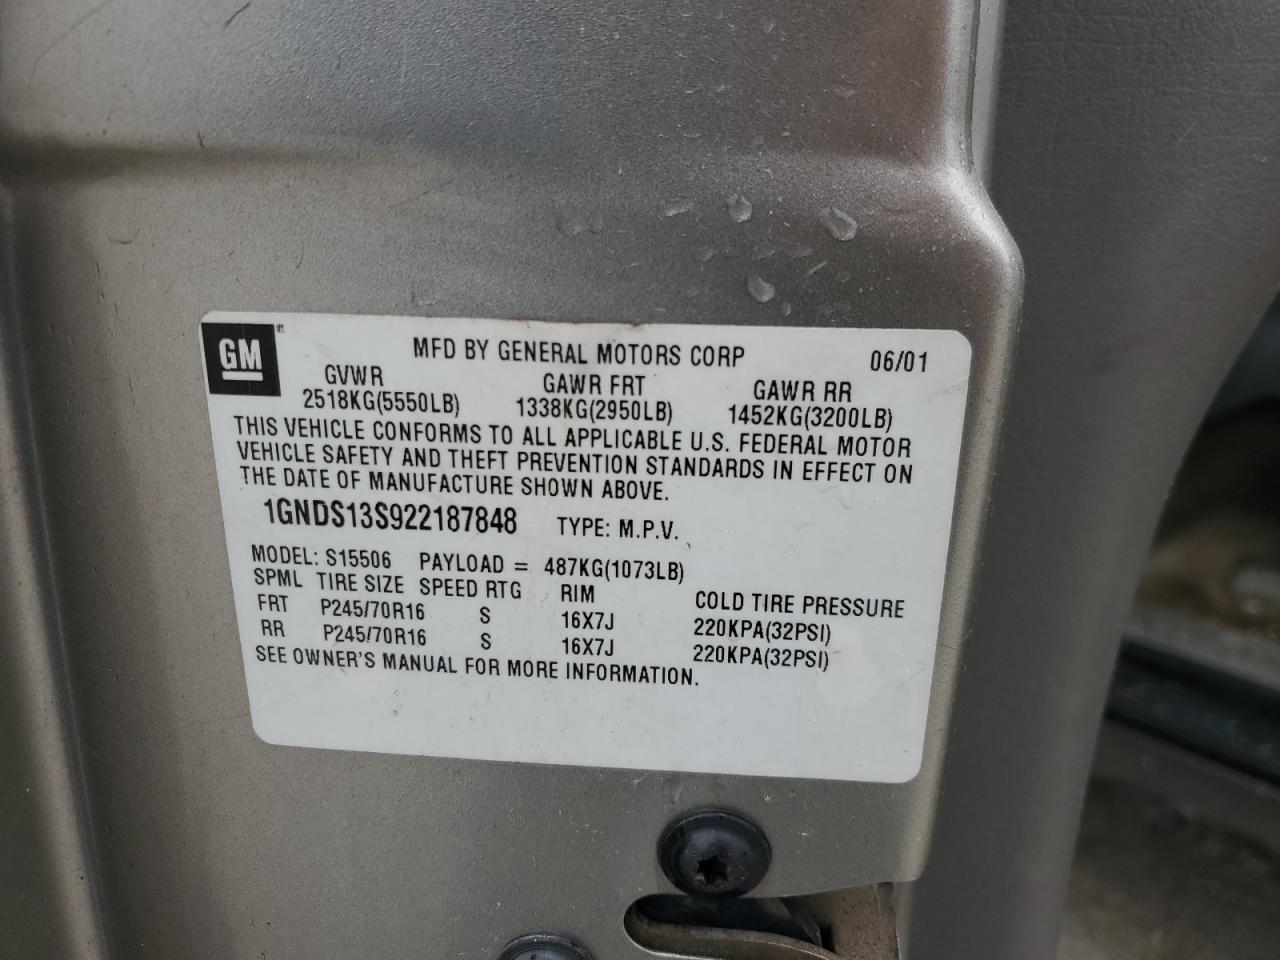 GM ®
MFD BY GENERAL MOTORS CORP 06/01
GVWR GAWR FRT GAWR RR
2518KG(5550LB) 1338KG(2950LB) 1452KG(3200LB)
THIS VEHICLE CONFORMS TO ALL APPLICABLE U.S. FEDERAL MOTOR
VEHICLE SAFETY AND THEFT PREVENTION STANDARDS IN EFFECT ON
THE DATE OF MANUFACTURE SHOWN ABOVE.
1GNDS13S922187848 TYPE: M.P.V.
MODEL: S15506 PAYLOAD = 487KG(1073LB)
SPML TIRE SIZE SPEED RTG RIM COLD TIRE PRESSURE
FRT P245/70R16 S 16X7J 220KPA(32PSI)
RR P245/70R16 S 16X7J 220KPA(32PSI)
SEE OWNER'S MANUAL FOR MORE INFORMATION.